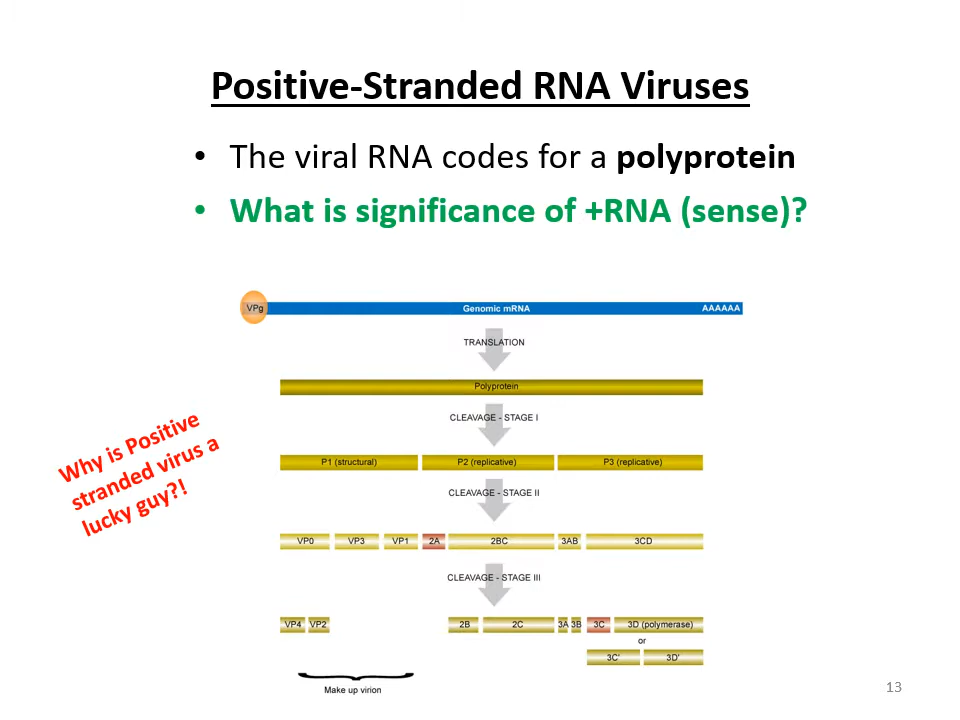 Positive-Stranded RNA Viruses
• The viral RNA codes for a polyprotein
• What is significance of +RNA (sense)?
VPg Genomic mRNA AAAAAA
TRANSLATION
Polyprotein
CLEAVAGE - STAGE I
Why is Positive
stranded virus a
lucky guy?!
P1 (structural) P2 (replicative) P3 (replicative)
CLEAVAGE - STAGE II
VP0 VP3 VP1 2A 2BC 3AB 3CD
CLEAVAGE - STAGE III
VP4 VP2 2B 2C 3A 3B 3C 3D (polymerase)
or
3C' 3D'
Make up virion
13